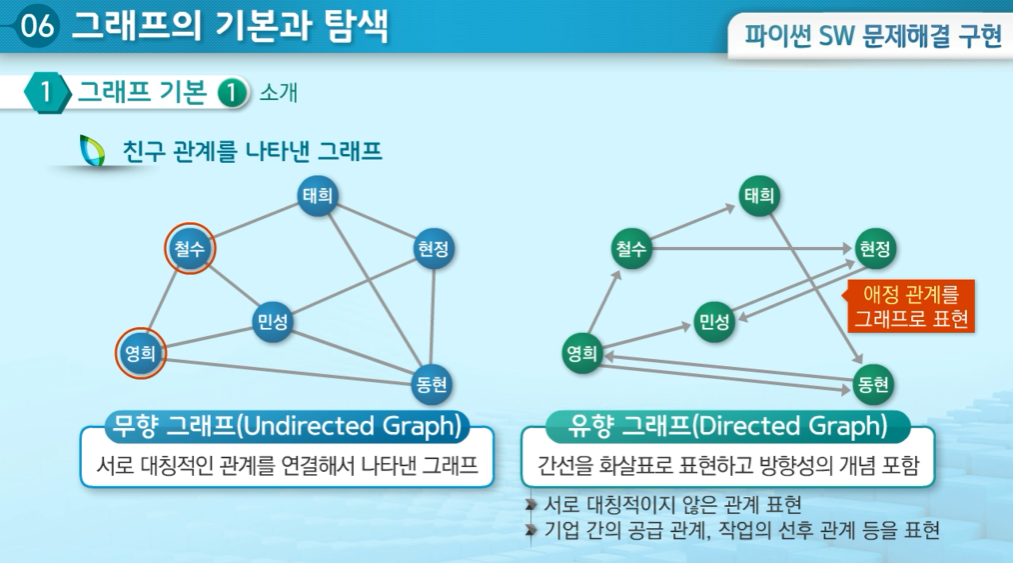 06 그래프의 기본과 탐색
파이썬 SW 문제해결 구현
1 그래프 기본 1 소개
친구 관계를 나타낸 그래프
태희
철수
현정
민성
영희
동현
무향 그래프(Undirected Graph)
서로 대칭적인 관계를 연결해서 나타낸 그래프
태희
철수
현정
애정 관계를
그래프로 표현
민성
영희
동현
유향 그래프(Directed Graph)
간선을 화살표로 표현하고 방향성의 개념 포함
서로 대칭적이지 않은 관계 표현
기업 간의 공급 관계, 작업의 선후 관계 등을 표현